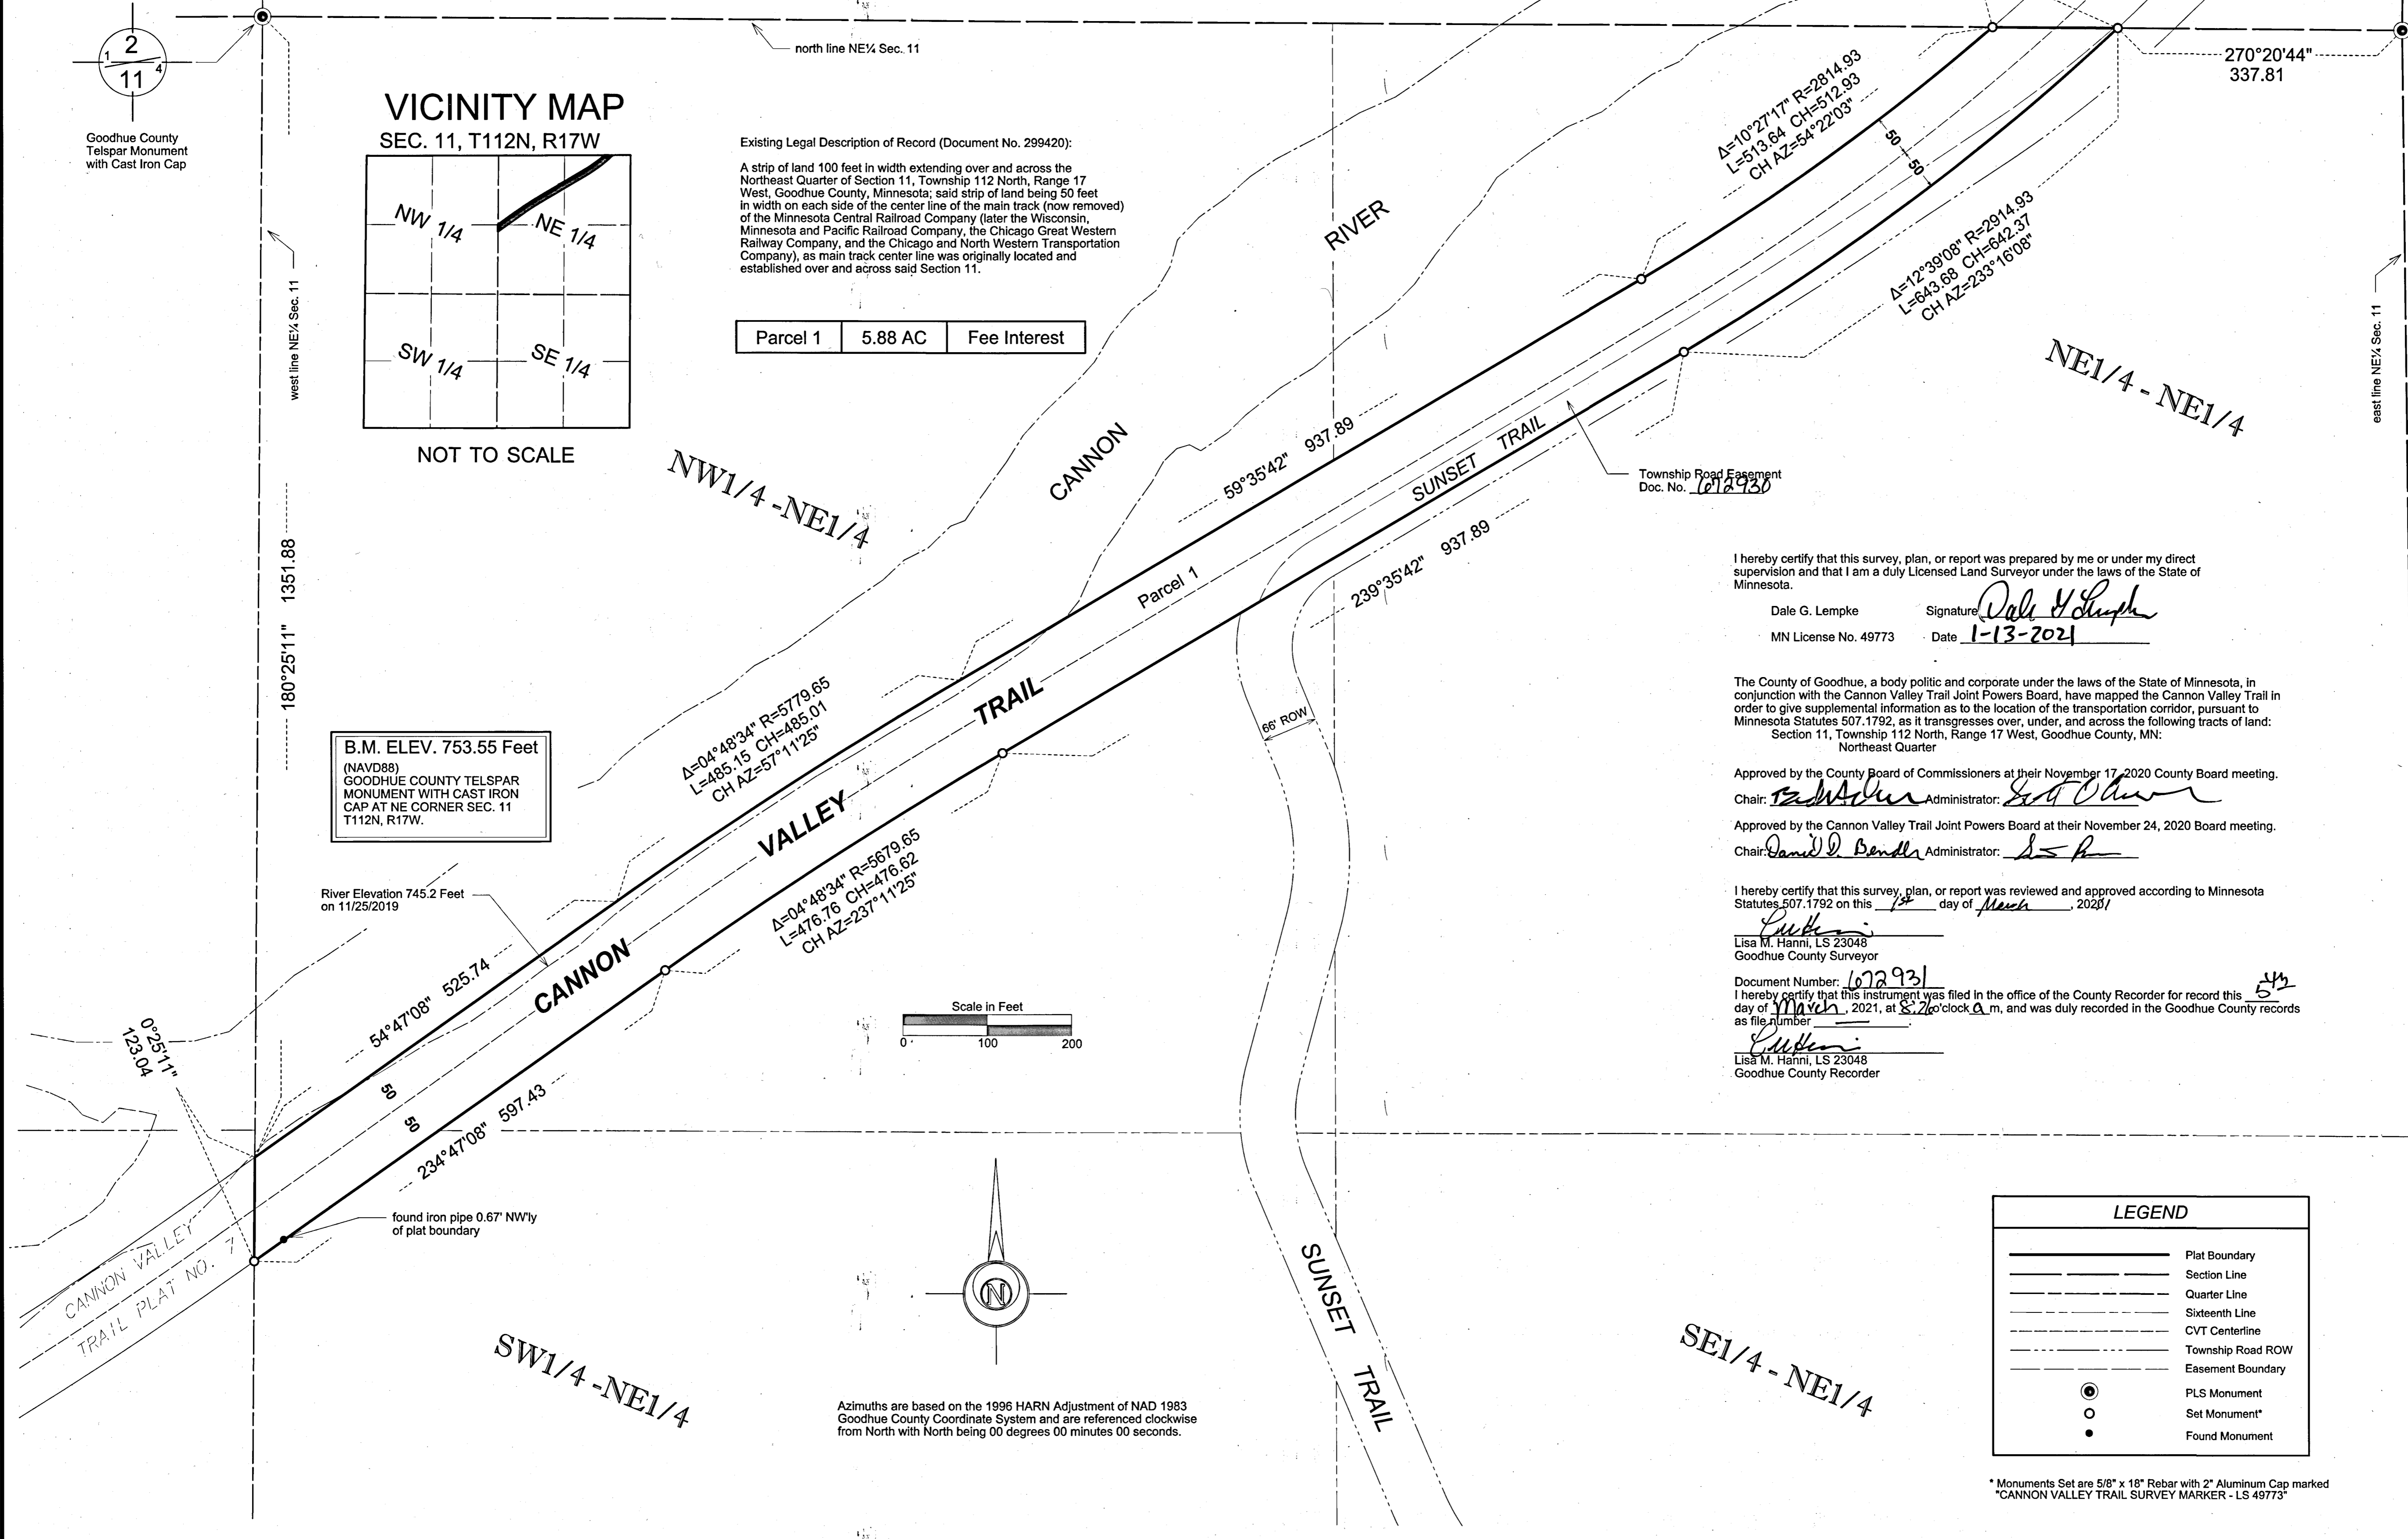 2
1
4
11
Goodhue County
Telspar Monument
with Cast Iron Cap
north line NE¼ Sec. 11
270°20'44"
337.81
VICINITY MAP
SEC. 11, T112N, R17W
NW 1/4
NE 1/4
SW 1/4
SE 1/4
NOT TO SCALE
west line NE¼ Sec. 11
180°25'11" 1351.88
Existing Legal Description of Record (Document No. 299420):
A strip of land 100 feet in width extending over and across the
Northeast Quarter of Section 11, Township 112 North, Range 17
West, Goodhue County, Minnesota; said strip of land being 50 feet
in width on each side of the center line of the main track (now removed)
of the Minnesota Central Railroad Company (later the Wisconsin,
Minnesota and Pacific Railroad Company, the Chicago Great Western
Railway Company, and the Chicago and North Western Transportation
Company), as main track center line was originally located and
established over and across said Section 11.
Parcel 1 5.88 AC Fee Interest
Δ=10°27'17" R=2814.93
L=513.64 CH=512.93
CH AZ=54°22'03"
50 50
Δ=12°39'08" R=2914.93
L=643.68 CH=642.37
CH AZ=233°16'08"
east line NE¼ Sec. 11
NE1/4 - NE1/4
NW1/4 -NE1/4
CANNON
RIVER
59°35'42" 937.89
SUNSET TRAIL
Township Road Easement
Doc. No. 672930
239°35'42" 937.89
Parcel 1
66' ROW
CANNON VALLEY TRAIL
Δ=04°48'34" R=5779.65
L=485.15 CH=485.01
CH AZ=57°11'25"
Δ=04°48'34" R=5679.65
L=476.76 CH=476.62
CH AZ=237°11'25"
B.M. ELEV. 753.55 Feet
(NAVD88)
GOODHUE COUNTY TELSPAR
MONUMENT WITH CAST IRON
CAP AT NE CORNER SEC. 11
T112N, R17W.
River Elevation 745.2 Feet
on 11/25/2019
54°47'08" 525.74
0°25'11"
123.04
50
50
234°47'08" 597.43
found iron pipe 0.67' NW'ly
of plat boundary
CANNON VALLEY
TRAIL PLAT NO. 7
Scale in Feet
0 100 200
N
SUNSET TRAIL
SW1/4 -NE1/4
SE1/4 - NE1/4
Azimuths are based on the 1996 HARN Adjustment of NAD 1983
Goodhue County Coordinate System and are referenced clockwise
from North with North being 00 degrees 00 minutes 00 seconds.
I hereby certify that this survey, plan, or report was prepared by me or under my direct
supervision and that I am a duly Licensed Land Surveyor under the laws of the State of
Minnesota.
Dale G. Lempke Signature Dale G Lempke
MN License No. 49773 Date 1-13-2021
The County of Goodhue, a body politic and corporate under the laws of the State of Minnesota, in
conjunction with the Cannon Valley Trail Joint Powers Board, have mapped the Cannon Valley Trail in
order to give supplemental information as to the location of the transportation corridor, pursuant to
Minnesota Statutes 507.1792, as it transgresses over, under, and across the following tracts of land:
Section 11, Township 112 North, Range 17 West, Goodhue County, MN:
Northeast Quarter
Approved by the County Board of Commissioners at their November 17, 2020 County Board meeting.
Chair: Administrator:
Approved by the Cannon Valley Trail Joint Powers Board at their November 24, 2020 Board meeting.
Chair: Administrator:
I hereby certify that this survey, plan, or report was reviewed and approved according to Minnesota
Statutes 507.1792 on this 1st day of March, 2021
Lisa M. Hanni, LS 23048
Goodhue County Surveyor
Document Number: 672931
I hereby certify that this instrument was filed in the office of the County Recorder for record this 5th
day of March, 2021, at 8:26 o'clock a m, and was duly recorded in the Goodhue County records
as file number —.
Lisa M. Hanni, LS 23048
Goodhue County Recorder
LEGEND
Plat Boundary
Section Line
Quarter Line
Sixteenth Line
CVT Centerline
Township Road ROW
Easement Boundary
PLS Monument
Set Monument*
Found Monument
* Monuments Set are 5/8" x 18" Rebar with 2" Aluminum Cap marked
"CANNON VALLEY TRAIL SURVEY MARKER - LS 49773"